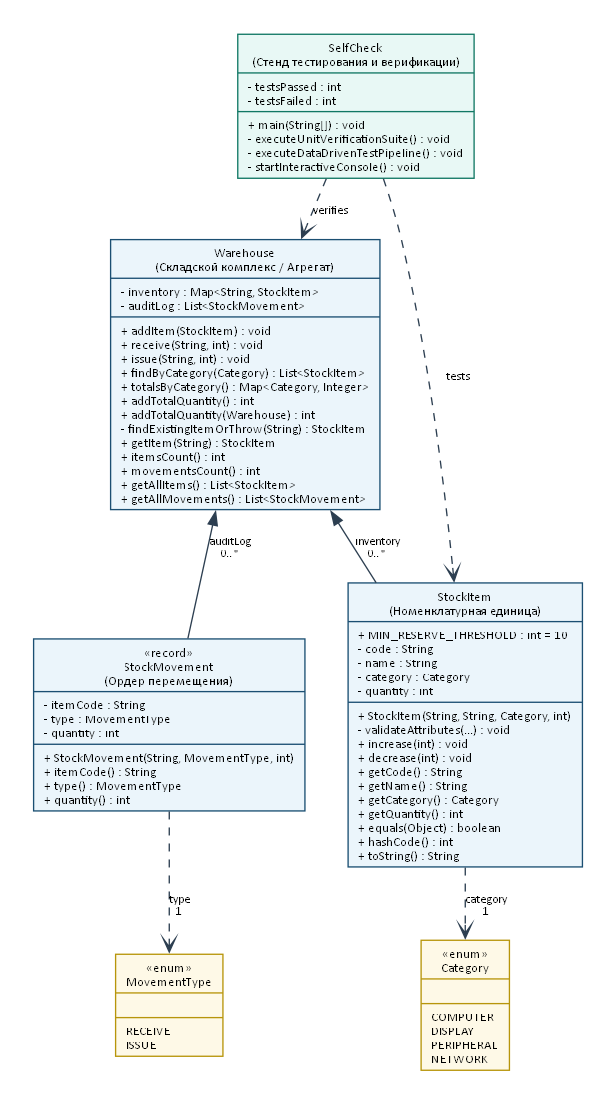 SelfCheck
(Стенд тестирования и верификации)
- testsPassed : int
- testsFailed : int
+ main(String[]) : void
- executeUnitVerificationSuite() : void
- executeDataDrivenTestPipeline() : void
- startInteractiveConsole() : void
verifies
Warehouse
(Складской комплекс / Агрегат)
- inventory : Map<String, StockItem>
- auditLog : List<StockMovement>
+ addItem(StockItem) : void
+ receive(String, int) : void
+ issue(String, int) : void
+ findByCategory(Category) : List<StockItem>
+ totalsByCategory() : Map<Category, Integer>
+ addTotalQuantity() : int
+ addTotalQuantity(Warehouse) : int
- findExistingItemOrThrow(String) : StockItem
+ getItem(String) : StockItem
+ itemsCount() : int
+ movementsCount() : int
+ getAllItems() : List<StockItem>
+ getAllMovements() : List<StockMovement>
tests
auditLog
0..*
inventory
0..*
StockItem
(Номенклатурная единица)
+ MIN_RESERVE_THRESHOLD : int = 10
- code : String
- name : String
- category : Category
- quantity : int
+ StockItem(String, String, Category, int)
- validateAttributes(...) : void
+ increase(int) : void
+ decrease(int) : void
+ getCode() : String
+ getName() : String
+ getCategory() : Category
+ getQuantity() : int
+ equals(Object) : boolean
+ hashCode() : int
+ toString() : String
«record»
StockMovement
(Ордер перемещения)
- itemCode : String
- type : MovementType
- quantity : int
+ StockMovement(String, MovementType, int)
+ itemCode() : String
+ type() : MovementType
+ quantity() : int
type
1
category
1
«enum»
MovementType
RECEIVE
ISSUE
«enum»
Category
COMPUTER
DISPLAY
PERIPHERAL
NETWORK